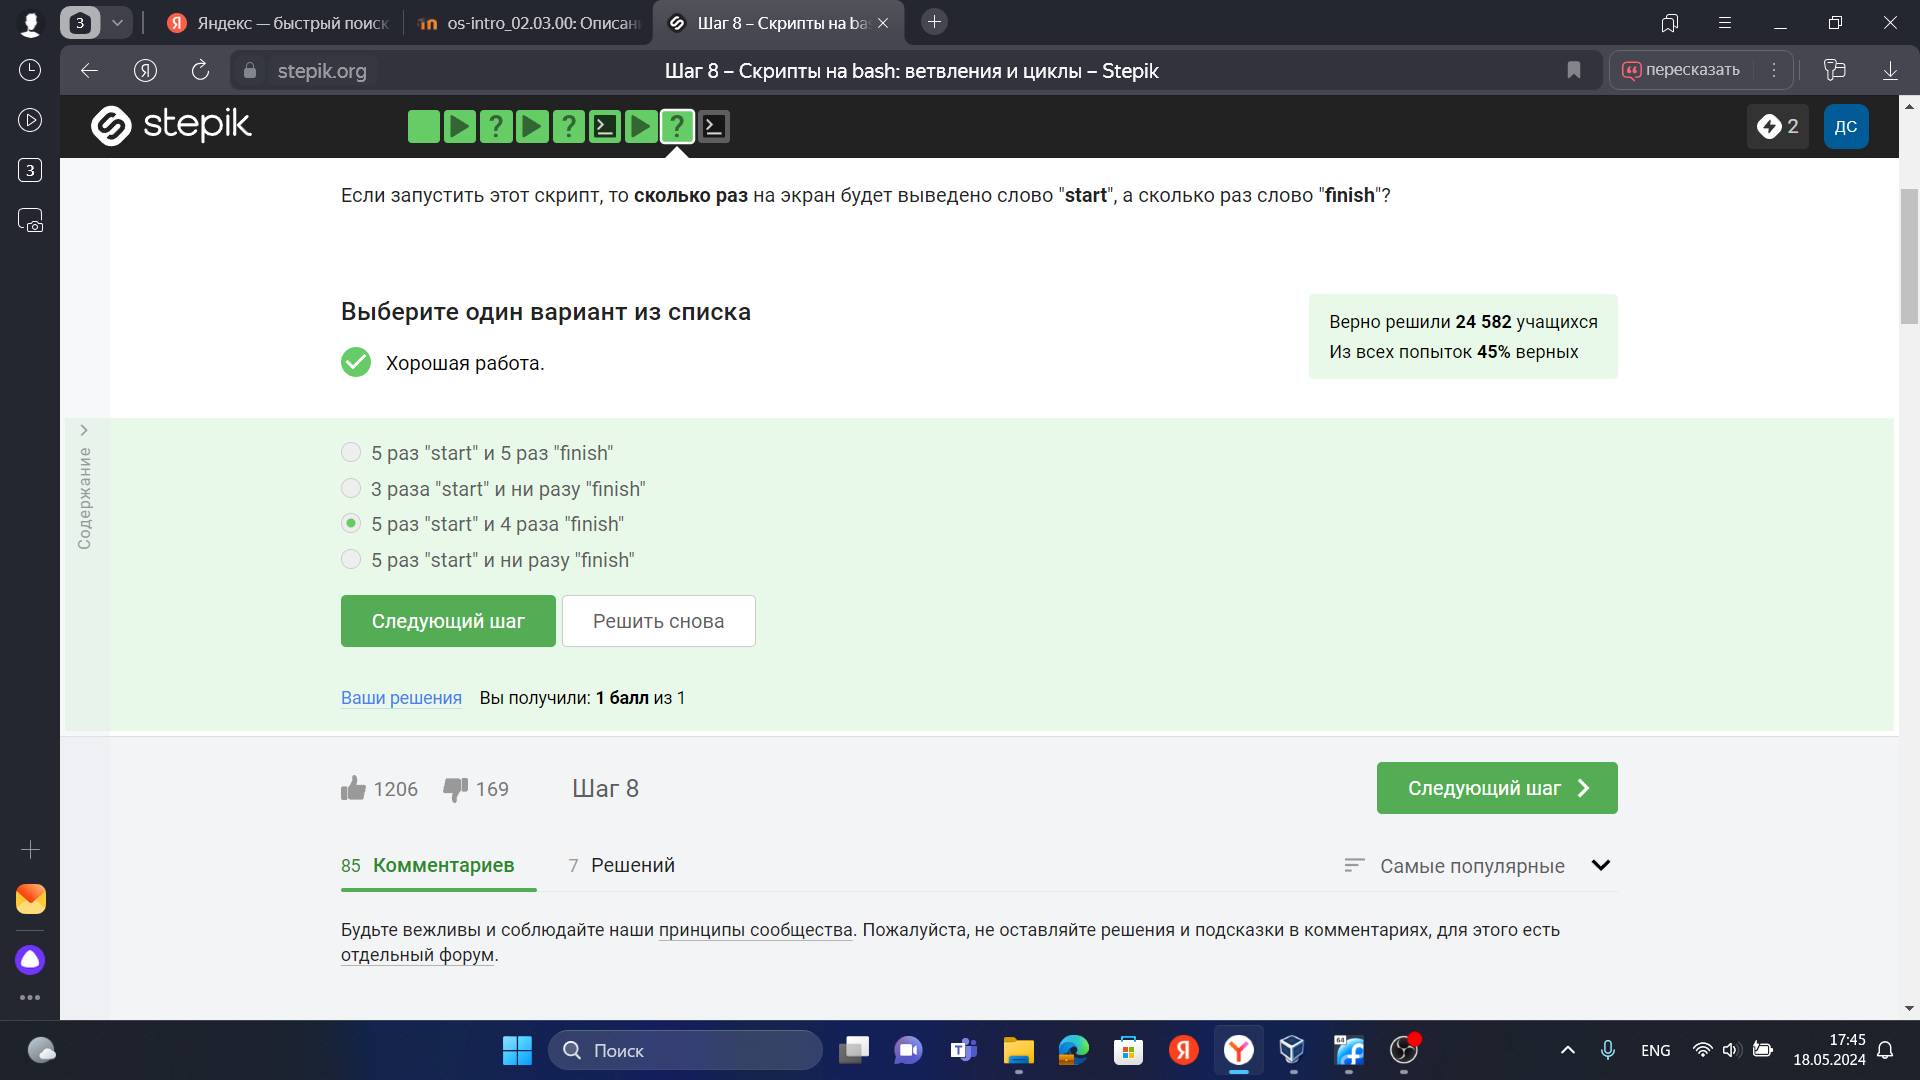 3
Яндекс — быстрый поиск
os-intro_02.03.00: Описан
Шаг 8 – Скрипты на ba
stepik.org
Шаг 8 – Скрипты на bash: ветвления и циклы – Stepik
пересказать
3
stepik
2
ДС
Если запустить этот скрипт, то сколько раз на экран будет выведено слово "start", а сколько раз слово "finish"?
Выберите один вариант из списка
Верно решили 24 582 учащихся
Из всех попыток 45% верных
Хорошая работа.
Содержание
5 раз "start" и 5 раз "finish"
3 раза "start" и ни разу "finish"
5 раз "start" и 4 раза "finish"
5 раз "start" и ни разу "finish"
Следующий шаг
Решить снова
Ваши решения Вы получили: 1 балл из 1
1206 169 Шаг 8
Следующий шаг
85 Комментариев 7 Решений
Самые популярные
Будьте вежливы и соблюдайте наши принципы сообщества. Пожалуйста, не оставляйте решения и подсказки в комментариях, для этого есть
отдельный форум.
Поиск
ENG
17:45
18.05.2024